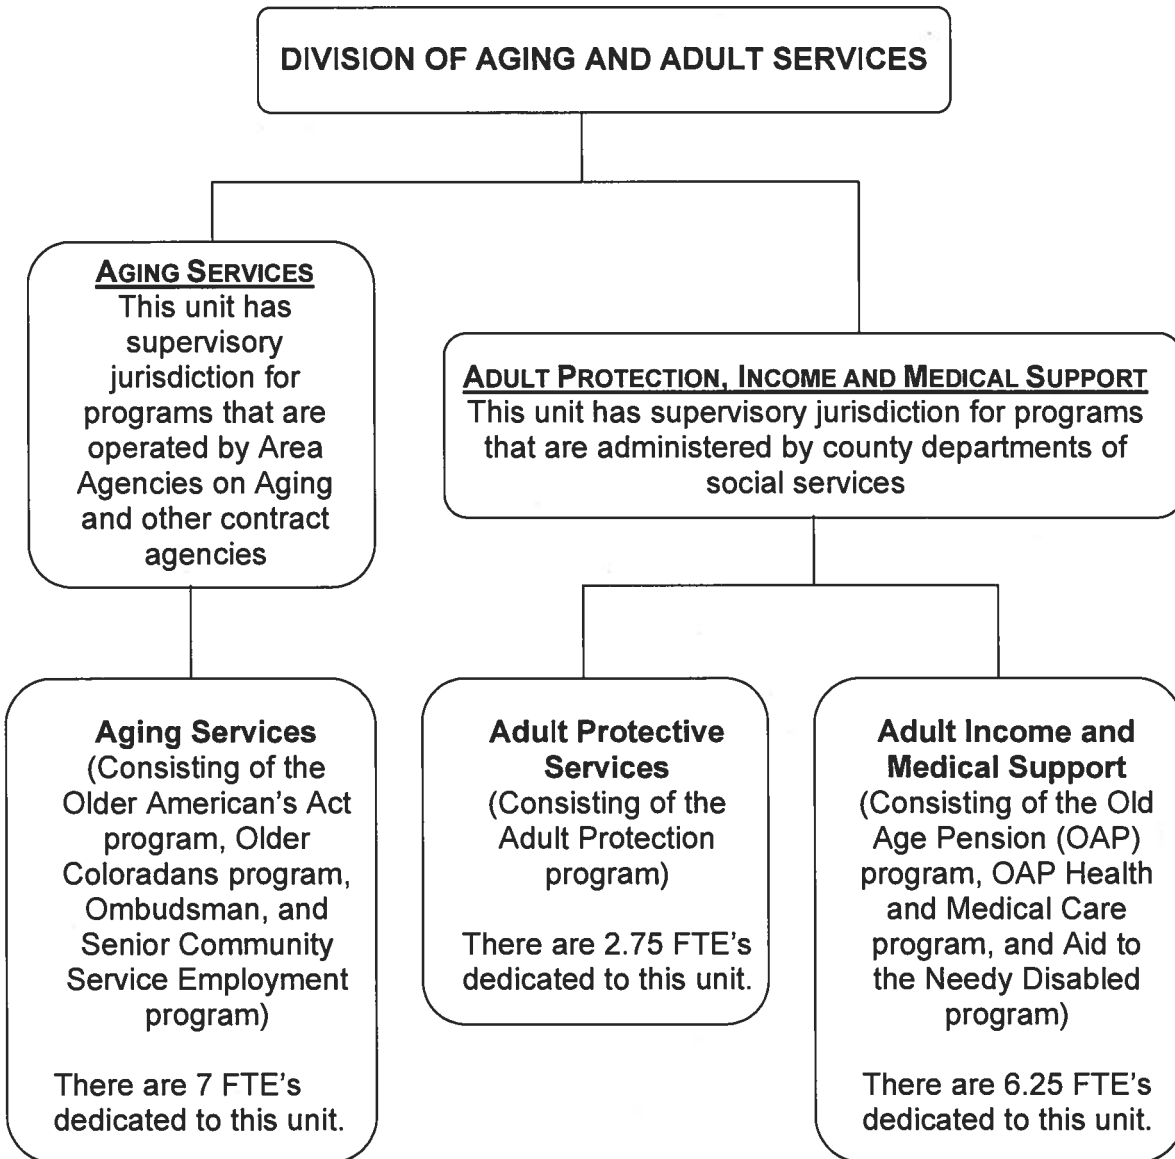 DIVISION OF AGING AND ADULT SERVICES
AGING SERVICES
This unit has
supervisory
jurisdiction for
programs that are
operated by Area
Agencies on Aging
and other contract
agencies
ADULT PROTECTION, INCOME AND MEDICAL SUPPORT
This unit has supervisory jurisdiction for programs
that are administered by county departments of
social services
Aging Services
(Consisting of the
Older American's Act
program, Older
Coloradans program,
Ombudsman, and
Senior Community
Service Employment
program)
There are 7 FTE's
dedicated to this unit.
Adult Protective
Services
(Consisting of the
Adult Protection
program)
There are 2.75 FTE's
dedicated to this unit.
Adult Income and
Medical Support
(Consisting of the Old
Age Pension (OAP)
program, OAP Health
and Medical Care
program, and Aid to
the Needy Disabled
program)
There are 6.25 FTE's
dedicated to this unit.